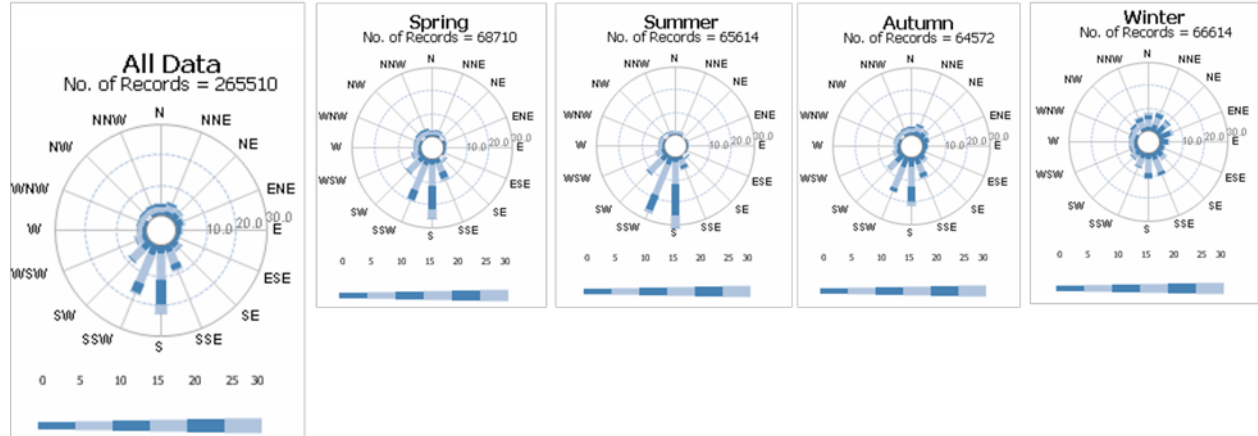 All Data
No. of Records = 265510
N
NNW
NNE
NW
NE
WNW
ENE
10.0 20.0 30.0
W
E
WSW
ESE
SW
SE
SSW
SSE
S
0 5 10 15 20 25 30
Spring
No. of Records = 68710
N
NNW
NNE
NW
NE
WNW
ENE
10.0 20.0 30.0
W
E
WSW
ESE
SW
SE
SSW
SSE
S
0 5 10 15 20 25 30
Summer
No. of Records = 65614
N
NNW
NNE
NW
NE
WNW
ENE
10.0 20.0 30.0
W
E
WSW
ESE
SW
SE
SSW
SSE
S
0 5 10 15 20 25 30
Autumn
No. of Records = 64572
N
NNW
NNE
NW
NE
WNW
ENE
10.0 20.0 30.0
W
E
WSW
ESE
SW
SE
SSW
SSE
S
0 5 10 15 20 25 30
Winter
No. of Records = 66614
N
NNW
NNE
NW
NE
WNW
ENE
10.0 20.0 30.0
W
E
WSW
ESE
SW
SE
SSW
SSE
S
0 5 10 15 20 25 30